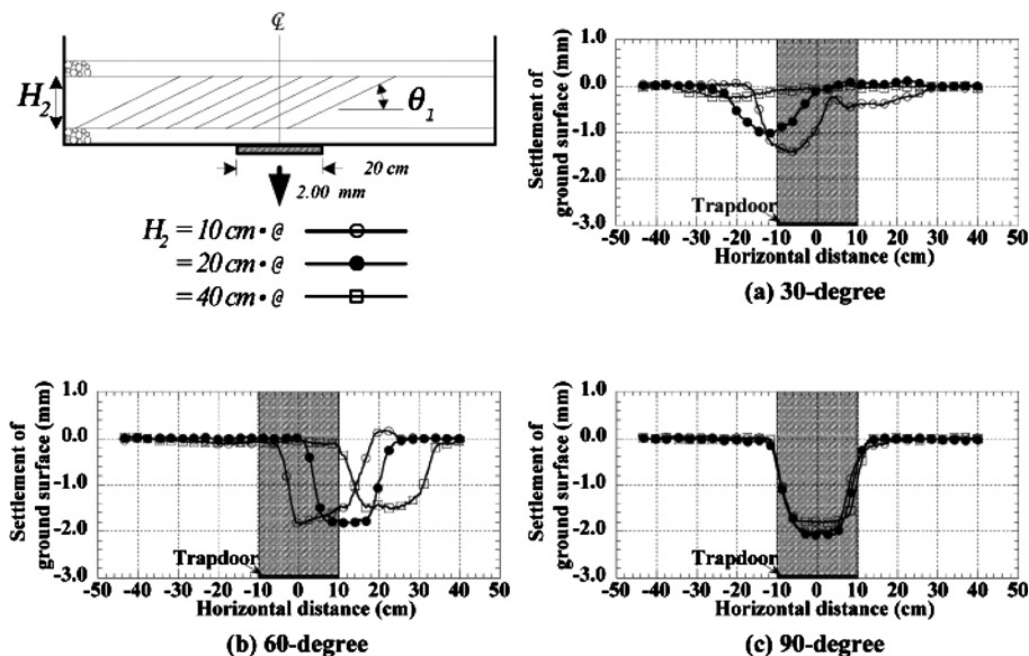 ℄
H₂
θ₁
20 cm
2.00 mm
H₂ = 10 cm・@
= 20 cm・@
= 40 cm・@
Settlement of
ground surface (mm)
1.0
0.0
-1.0
-2.0
-3.0
Trapdoor
-50 -40 -30 -20 -10 0 10 20 30 40 50
Horizontal distance (cm)
(a) 30-degree
Settlement of
ground surface (mm)
1.0
0.0
-1.0
-2.0
-3.0
Trapdoor
-50 -40 -30 -20 -10 0 10 20 30 40 50
Horizontal distance (cm)
(b) 60-degree
Settlement of
ground surface (mm)
1.0
0.0
-1.0
-2.0
-3.0
Trapdoor
-50 -40 -30 -20 -10 0 10 20 30 40 50
Horizontal distance (cm)
(c) 90-degree